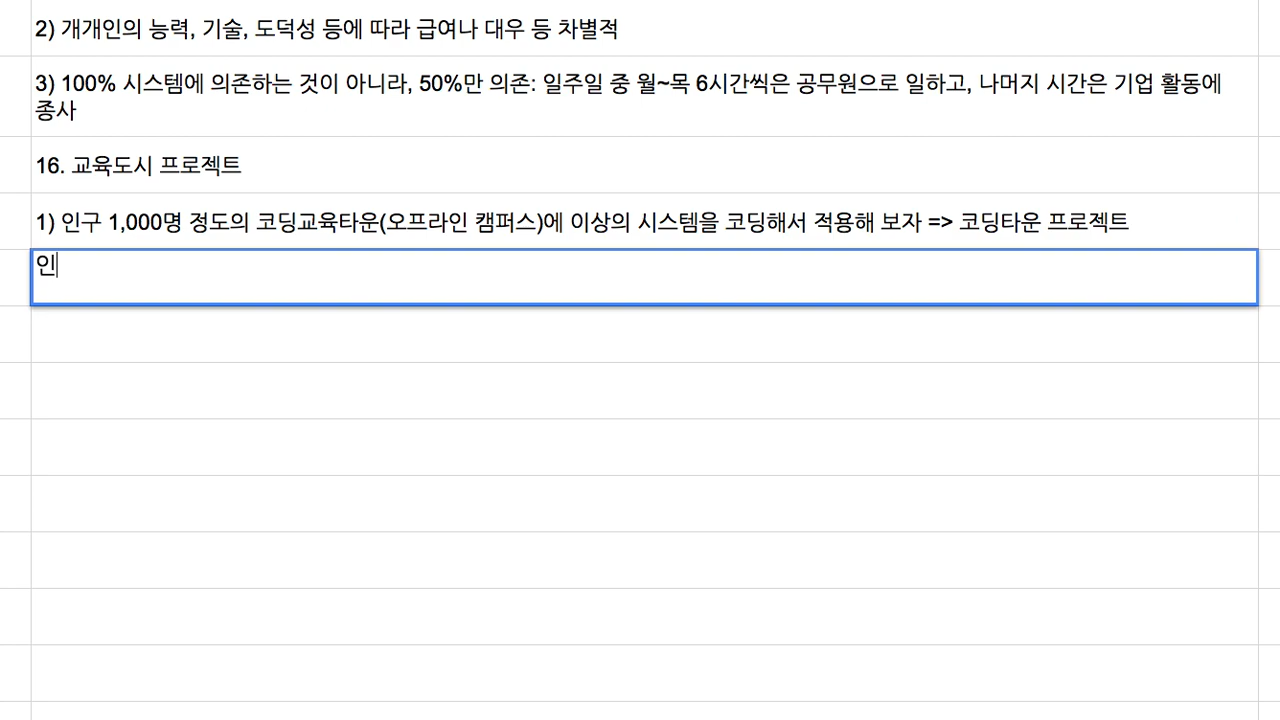 2) 개개인의 능력, 기술, 도덕성 등에 따라 급여나 대우 등 차별적
3) 100% 시스템에 의존하는 것이 아니라, 50%만 의존: 일주일 중 월~목 6시간씩은 공무원으로 일하고, 나머지 시간은 기업 활동에
종사
16. 교육도시 프로젝트
1) 인구 1,000명 정도의 코딩교육타운(오프라인 캠퍼스)에 이상의 시스템을 코딩해서 적용해 보자 => 코딩타운 프로젝트
인